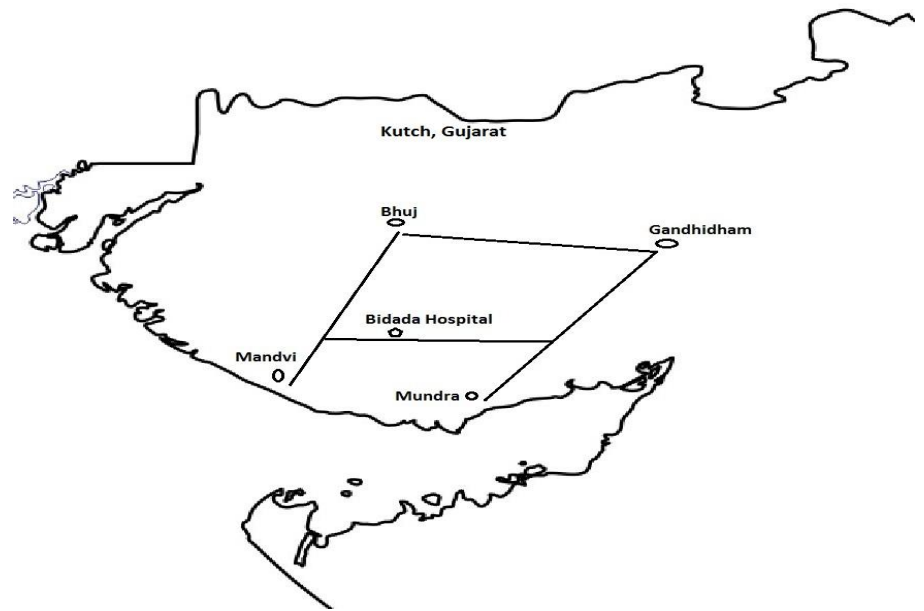 Kutch, Gujarat
Bhuj
Gandhidham
Bidada Hospital
Mandvi
Mundra